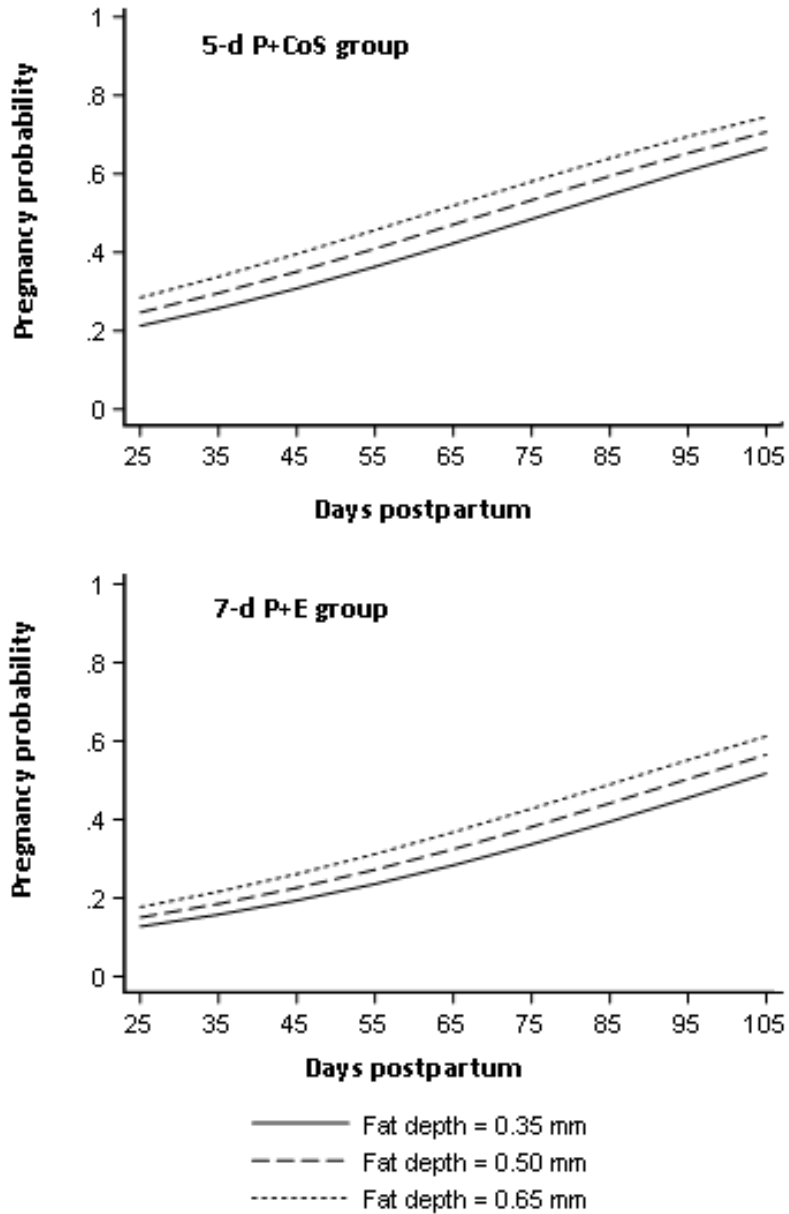 1
5-d P+CoS group
.8
.6
.4
.2
0
Pregnancy probability
25 35 45 55 65 75 85 95 105
Days postpartum
1
7-d P+E group
.8
.6
.4
.2
0
Pregnancy probability
25 35 45 55 65 75 85 95 105
Days postpartum
Fat depth = 0.35 mm
Fat depth = 0.50 mm
Fat depth = 0.65 mm